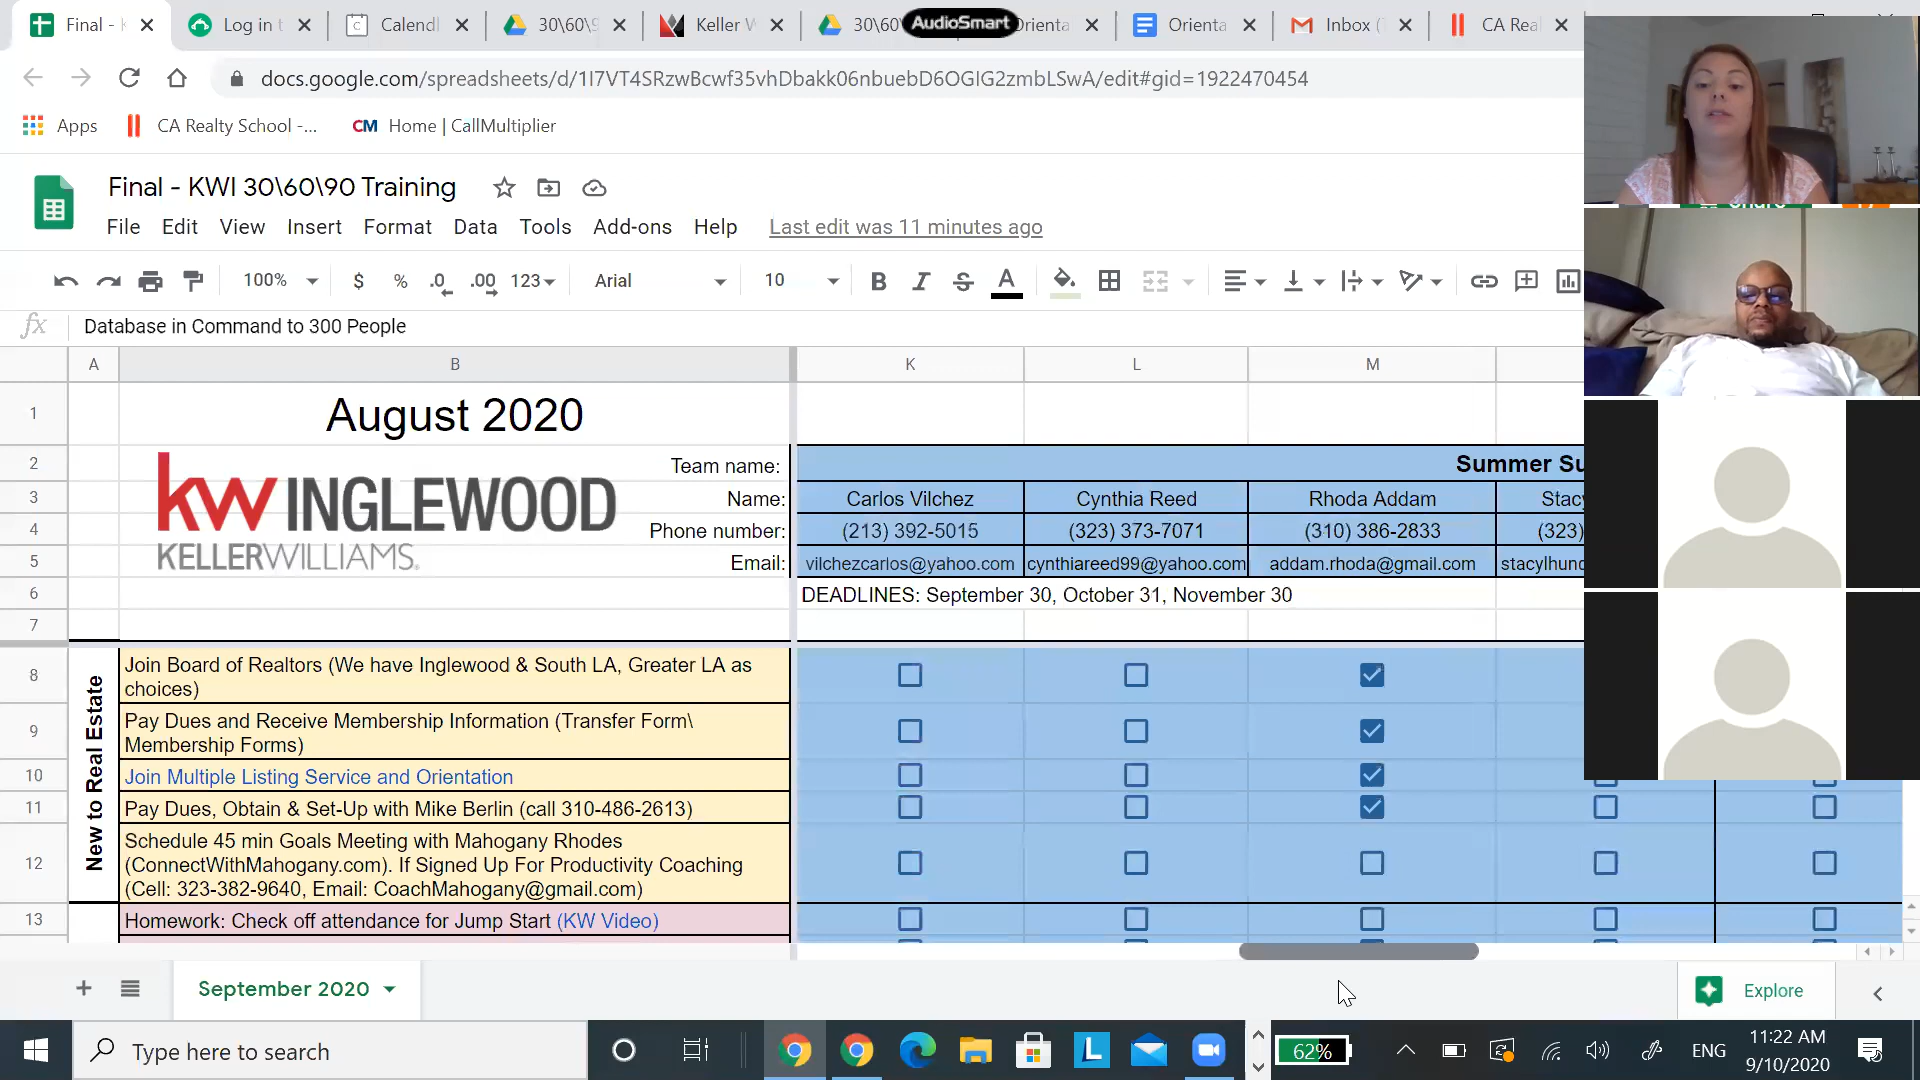 Final - K
Log in t
Calendl
30\60\9
Keller W
30\60
AudioSmart
Orienta
Orienta
Inbox (
CA Rea
docs.google.com/spreadsheets/d/1I7VT4SRzwBcwf35vhDbakk06nbuebD6OGIG2zmbLSwA/edit#gid=1922470454
Apps
CA Realty School -...
CM Home | CallMultiplier
Final - KWI 30\60\90 Training
File Edit View Insert Format Data Tools Add-ons Help Last edit was 11 minutes ago
100% $ % .0 .00 123 Arial 10 B I S A
fx Database in Command to 300 People
A B K L M
1 August 2020
2 Team name: Summer Su
kw INGLEWOOD
KELLERWILLIAMS.
3 Name: Carlos Vilchez Cynthia Reed Rhoda Addam Stacy
4 Phone number: (213) 392-5015 (323) 373-7071 (310) 386-2833 (323)
5 Email: vilchezcarlos@yahoo.com cynthiareed99@yahoo.com addam.rhoda@gmail.com stacylhund
6 DEADLINES: September 30, October 31, November 30
7
New to Real Estate
8 Join Board of Realtors (We have Inglewood & South LA, Greater LA as
choices)
9 Pay Dues and Receive Membership Information (Transfer Form\
Membership Forms)
10 Join Multiple Listing Service and Orientation
11 Pay Dues, Obtain & Set-Up with Mike Berlin (call 310-486-2613)
12 Schedule 45 min Goals Meeting with Mahogany Rhodes
(ConnectWithMahogany.com). If Signed Up For Productivity Coaching
(Cell: 323-382-9640, Email: CoachMahogany@gmail.com)
13 Homework: Check off attendance for Jump Start (KW Video)
September 2020
Explore
Type here to search
L
62%
ENG
11:22 AM
9/10/2020